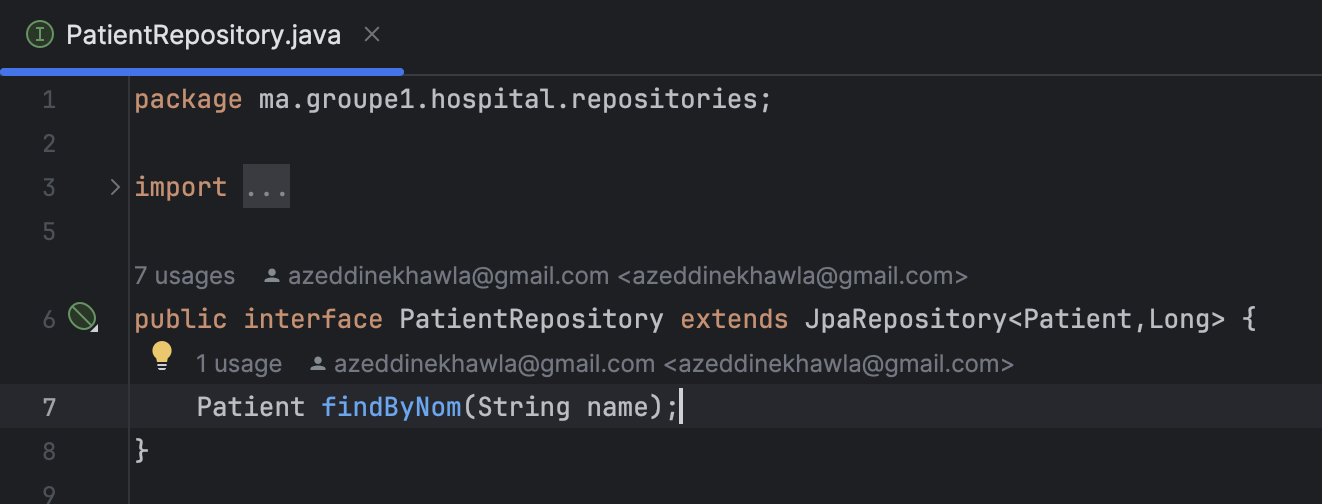 I PatientRepository.java ×
1 package ma.groupe1.hospital.repositories;
2
3 > import ...
5
7 usages azeddinekhawla@gmail.com <azeddinekhawla@gmail.com>
6 public interface PatientRepository extends JpaRepository<Patient,Long> {
1 usage azeddinekhawla@gmail.com <azeddinekhawla@gmail.com>
7 Patient findByNom(String name);
8 }
9